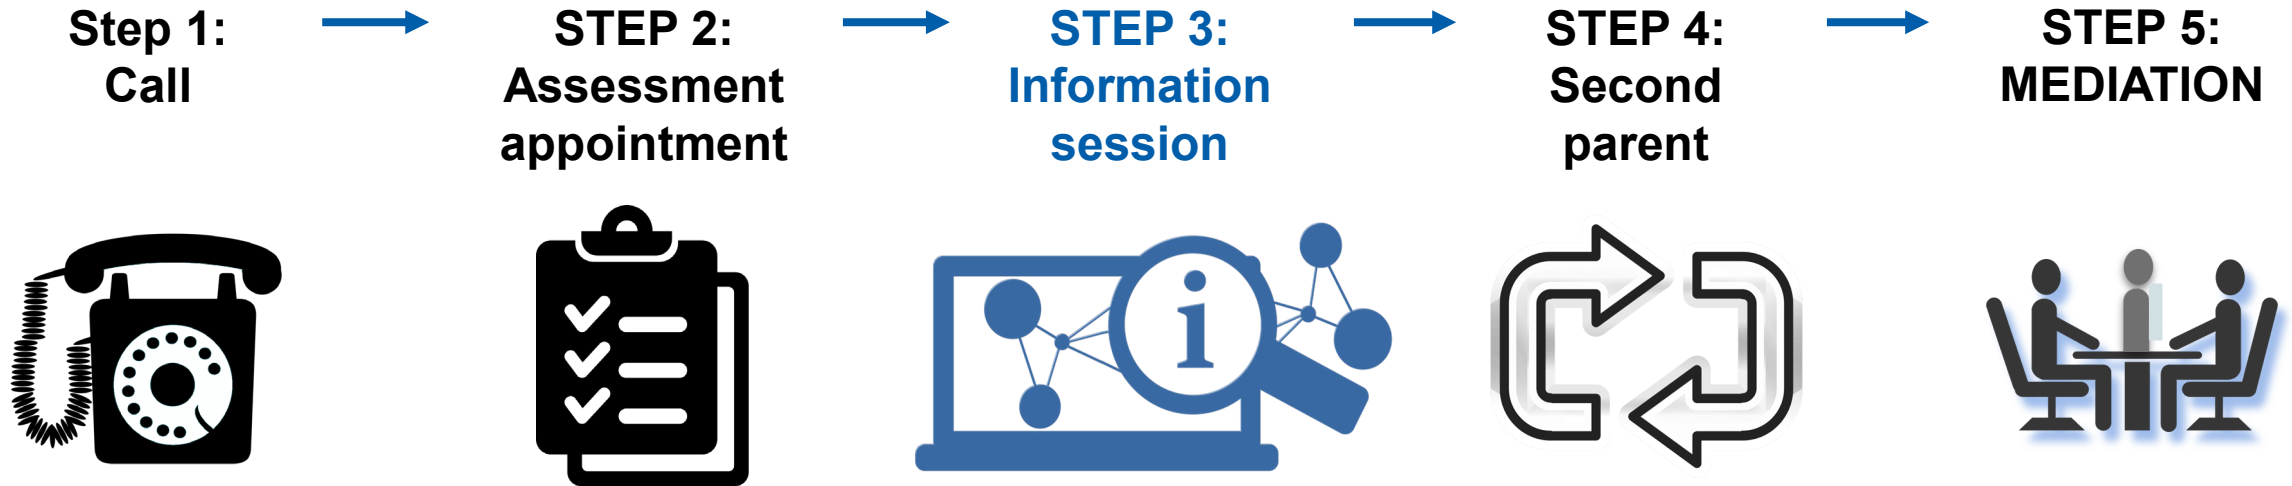 Step 1:
Call
STEP 2:
Assessment
appointment
STEP 3:
Information
session
STEP 4:
Second
parent
STEP 5:
MEDIATION
i